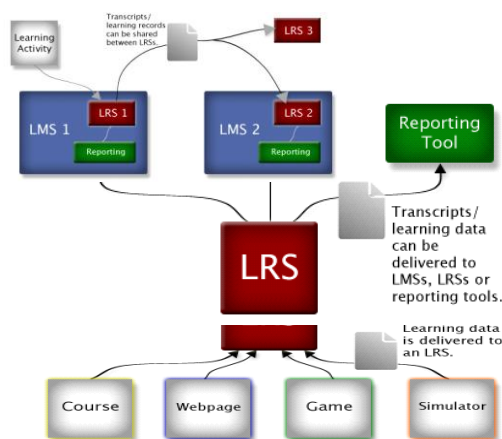 Transcripts/
learning records
can be shared
between LRSs.
LRS 3
Learning
Activity
LRS 1
LMS 1
Reporting
LRS 2
LMS 2
Reporting
Reporting
Tool
Transcripts/
learning data
can be
delivered to
LMSs, LRSs or
reporting tools.
LRS
Learning data
is delivered to
an LRS.
Course
Webpage
Game
Simulator